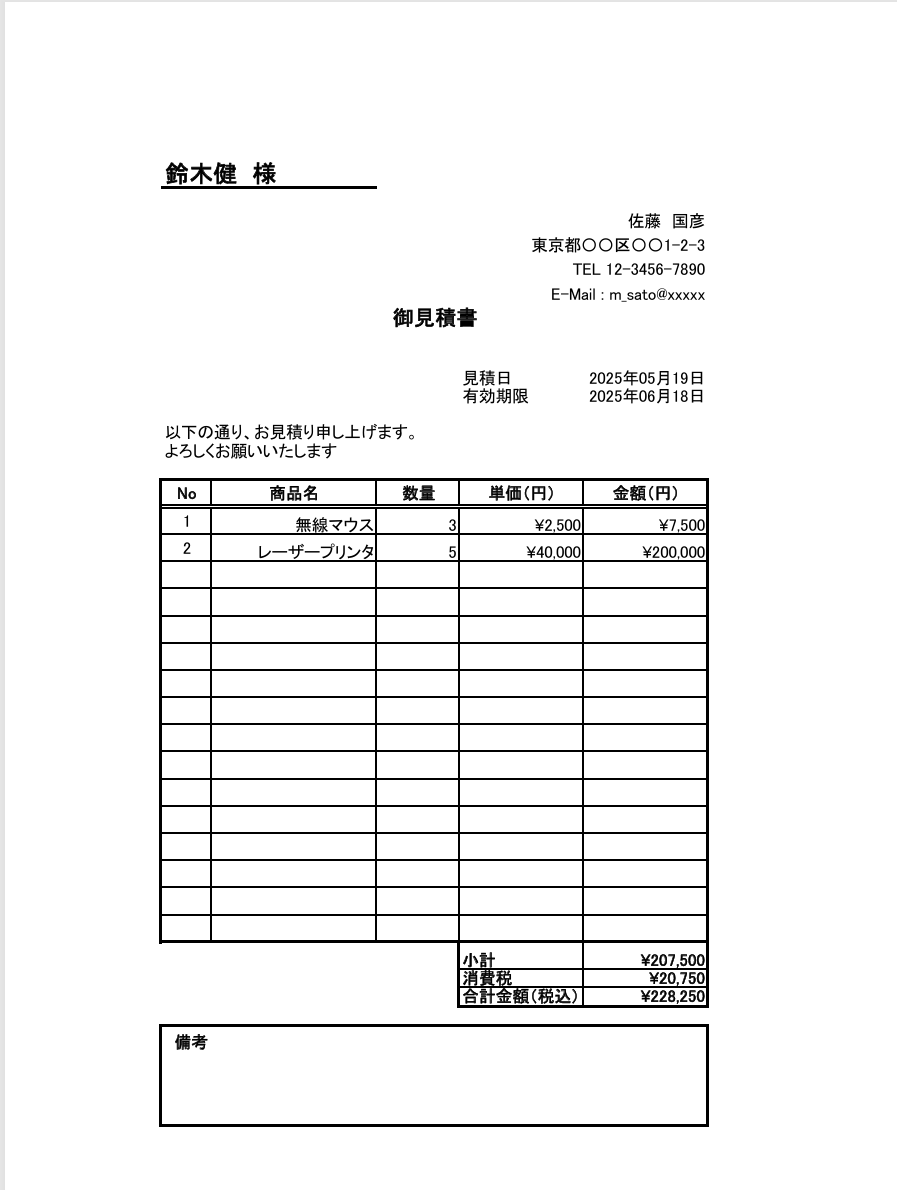 鈴木健　様
佐藤　国彦
東京都〇〇区〇〇1-2-3
TEL 12-3456-7890
E-Mail : m_sato@xxxxx
御見積書
見積日 2025年05月19日
有効期限 2025年06月18日
以下の通り、お見積り申し上げます。
よろしくお願いいたします
No 商品名 数量 単価（円） 金額（円）
1 無線マウス 3 ¥2,500 ¥7,500
2 レーザープリンタ 5 ¥40,000 ¥200,000
小計 ¥207,500
消費税 ¥20,750
合計金額（税込） ¥228,250
備考